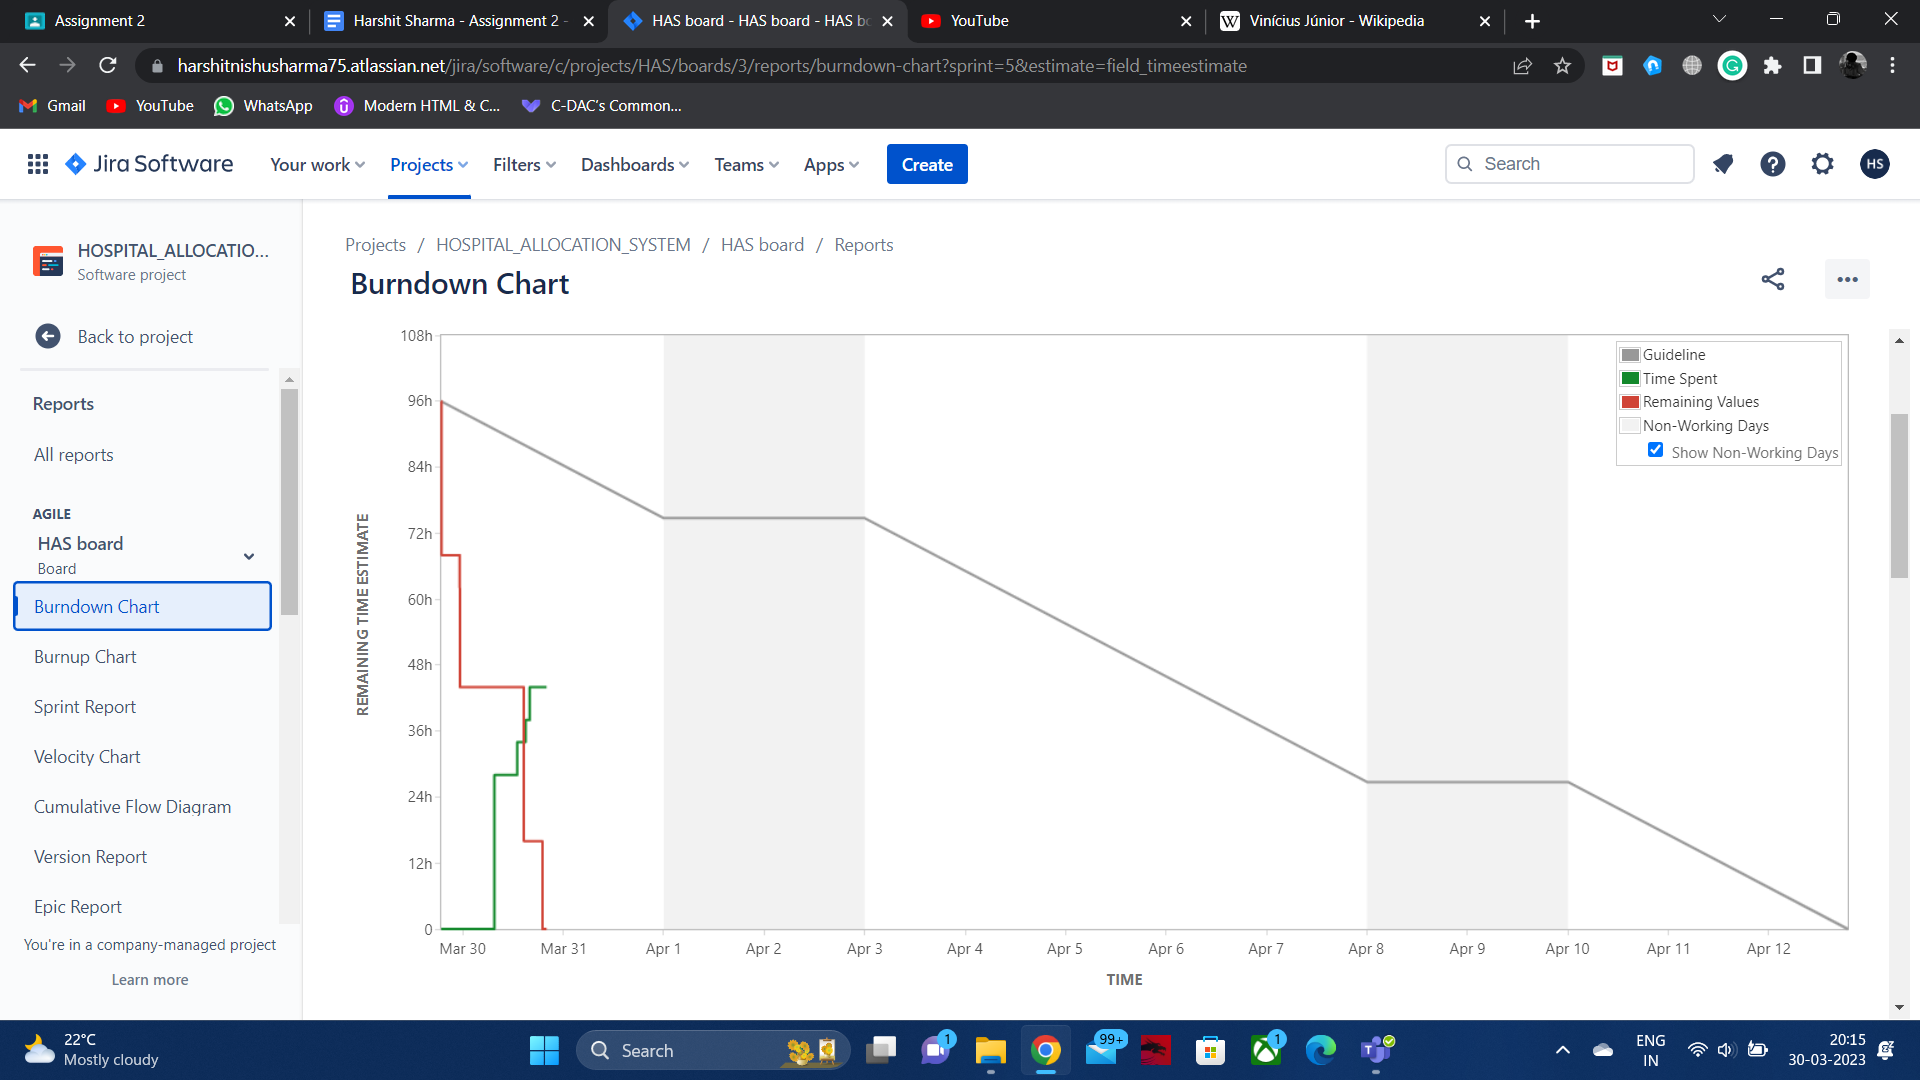 Assignment 2
Harshit Sharma - Assignment 2 -
HAS board - HAS board - HAS bo
YouTube
Vinícius Júnior - Wikipedia
harshitnishusharma75.atlassian.net/jira/software/c/projects/HAS/boards/3/reports/burndown-chart?sprint=5&estimate=field_timeestimate
Gmail
YouTube
WhatsApp
Modern HTML & C...
C-DAC's Common...
Jira Software
Your work
Projects
Filters
Dashboards
Teams
Apps
Create
Search
HS
HOSPITAL_ALLOCATIO...
Software project
Back to project
Reports
All reports
AGILE
HAS board
Board
Burndown Chart
Burnup Chart
Sprint Report
Velocity Chart
Cumulative Flow Diagram
Version Report
Epic Report
You're in a company-managed project
Learn more
Projects / HOSPITAL_ALLOCATION_SYSTEM / HAS board / Reports
Burndown Chart
REMAINING TIME ESTIMATE
108h
96h
84h
72h
60h
48h
36h
24h
12h
0
Guideline
Time Spent
Remaining Values
Non-Working Days
Show Non-Working Days
Mar 30 Mar 31 Apr 1 Apr 2 Apr 3 Apr 4 Apr 5 Apr 6 Apr 7 Apr 8 Apr 9 Apr 10 Apr 11 Apr 12
TIME
22°C
Mostly cloudy
Search
1
99+
1
ENG
IN
20:15
30-03-2023